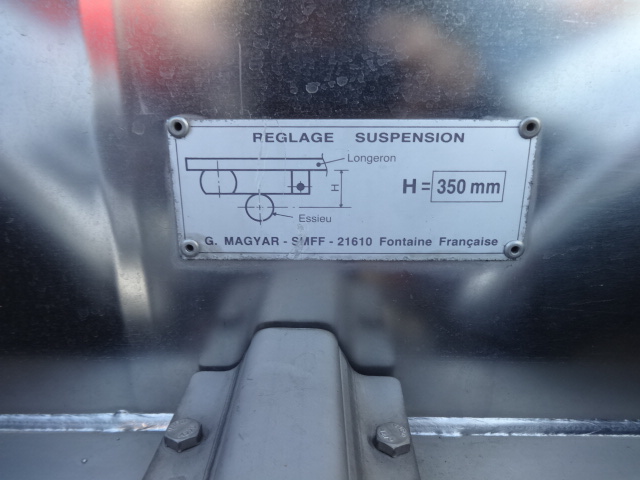 REGLAGE SUSPENSION
Longeron
H
H = 350 mm
Essieu
G. MAGYAR - SMFF - 21610 Fontaine Française